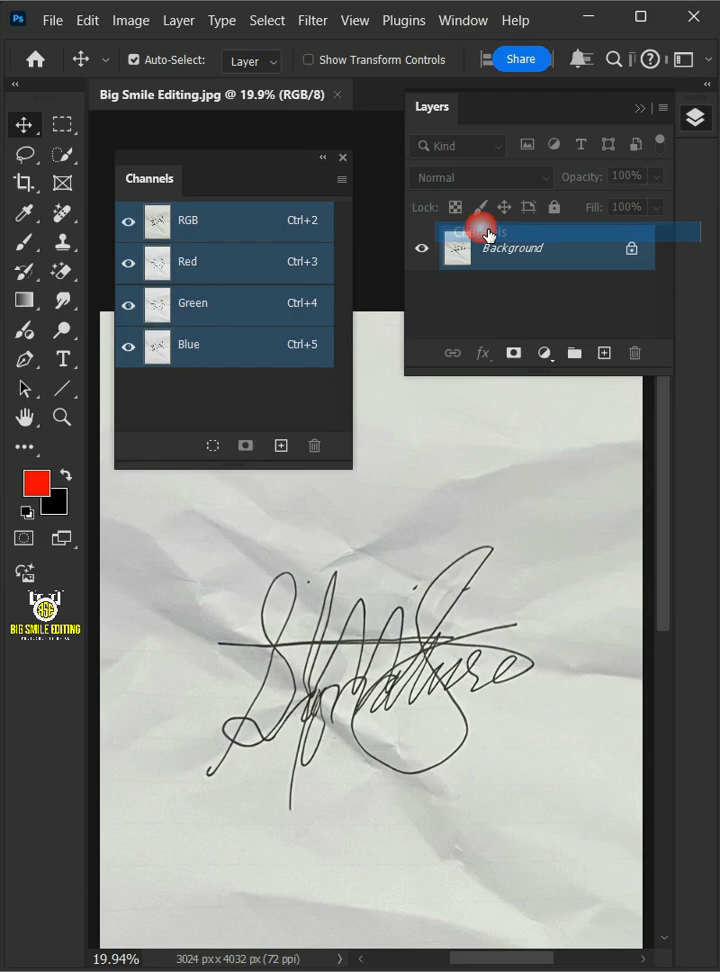 Ps File Edit Image Layer Type Select Filter View Plugins Window Help
Auto-Select: Layer Show Transform Controls Share
Big Smile Editing.jpg @ 19.9% (RGB/8)
Layers
Kind
Normal Opacity: 100%
Lock: Fill: 100%
Background
fx
Channels
RGB Ctrl+2
Red Ctrl+3
Green Ctrl+4
Blue Ctrl+5
BIG SMILE EDITING
Signature
19.94% 3024 px x 4032 px (72 ppi)